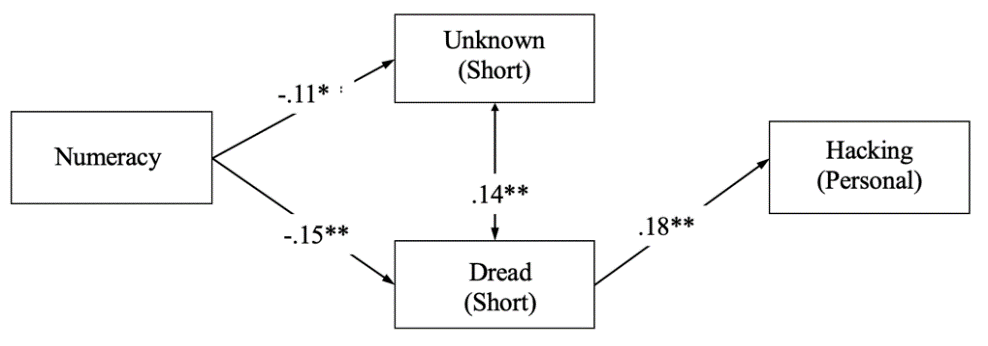 Unknown
(Short)
-.11*
Numeracy
Hacking
(Personal)
.14**
.18**
-.15**
Dread
(Short)